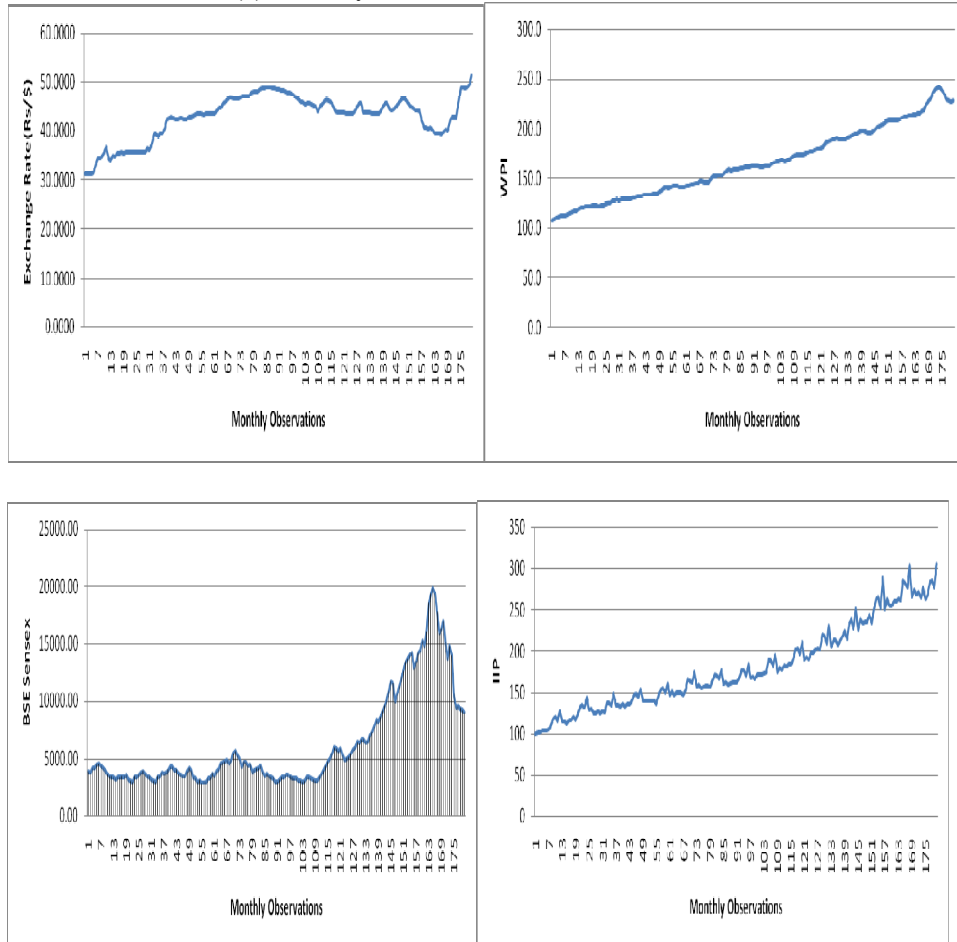 60.0000
50.0000
40.0000
30.0000
20.0000
10.0000
0.0000
Exchange Rate(Rs/$)
1 7 13 19 25 31 37 43 49 55 61 67 73 79 85 91 97 103 109 115 121 127 133 139 145 151 157 163 169 175
Monthly Observations
300.0
250.0
200.0
150.0
100.0
50.0
0.0
WPI
1 7 13 19 25 31 37 43 49 55 61 67 73 79 85 91 97 103 109 115 121 127 133 139 145 151 157 163 169 175
Monthly Observations
25000.00
20000.00
15000.00
10000.00
5000.00
0.00
BSE Sensex
1 7 13 19 25 31 37 43 49 55 61 67 73 79 85 91 97 103 109 115 121 127 133 139 145 151 157 163 169 175
Monthly Observations
350
300
250
200
150
100
50
0
IIP
1 7 13 19 25 31 37 43 49 55 61 67 73 79 85 91 97 103 109 115 121 127 133 139 145 151 157 163 169 175
Monthly Observations